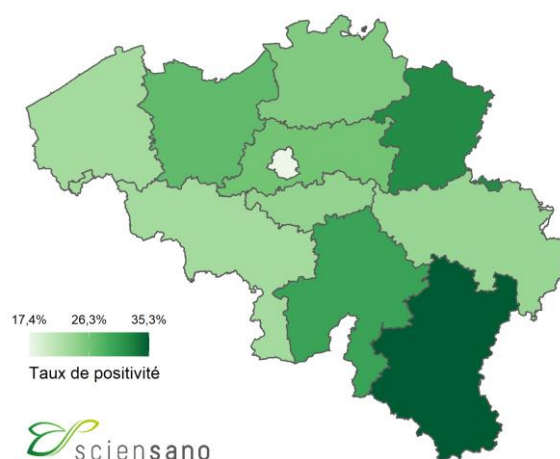 17,4% 26,3% 35,3%
Taux de positivité
sciensano